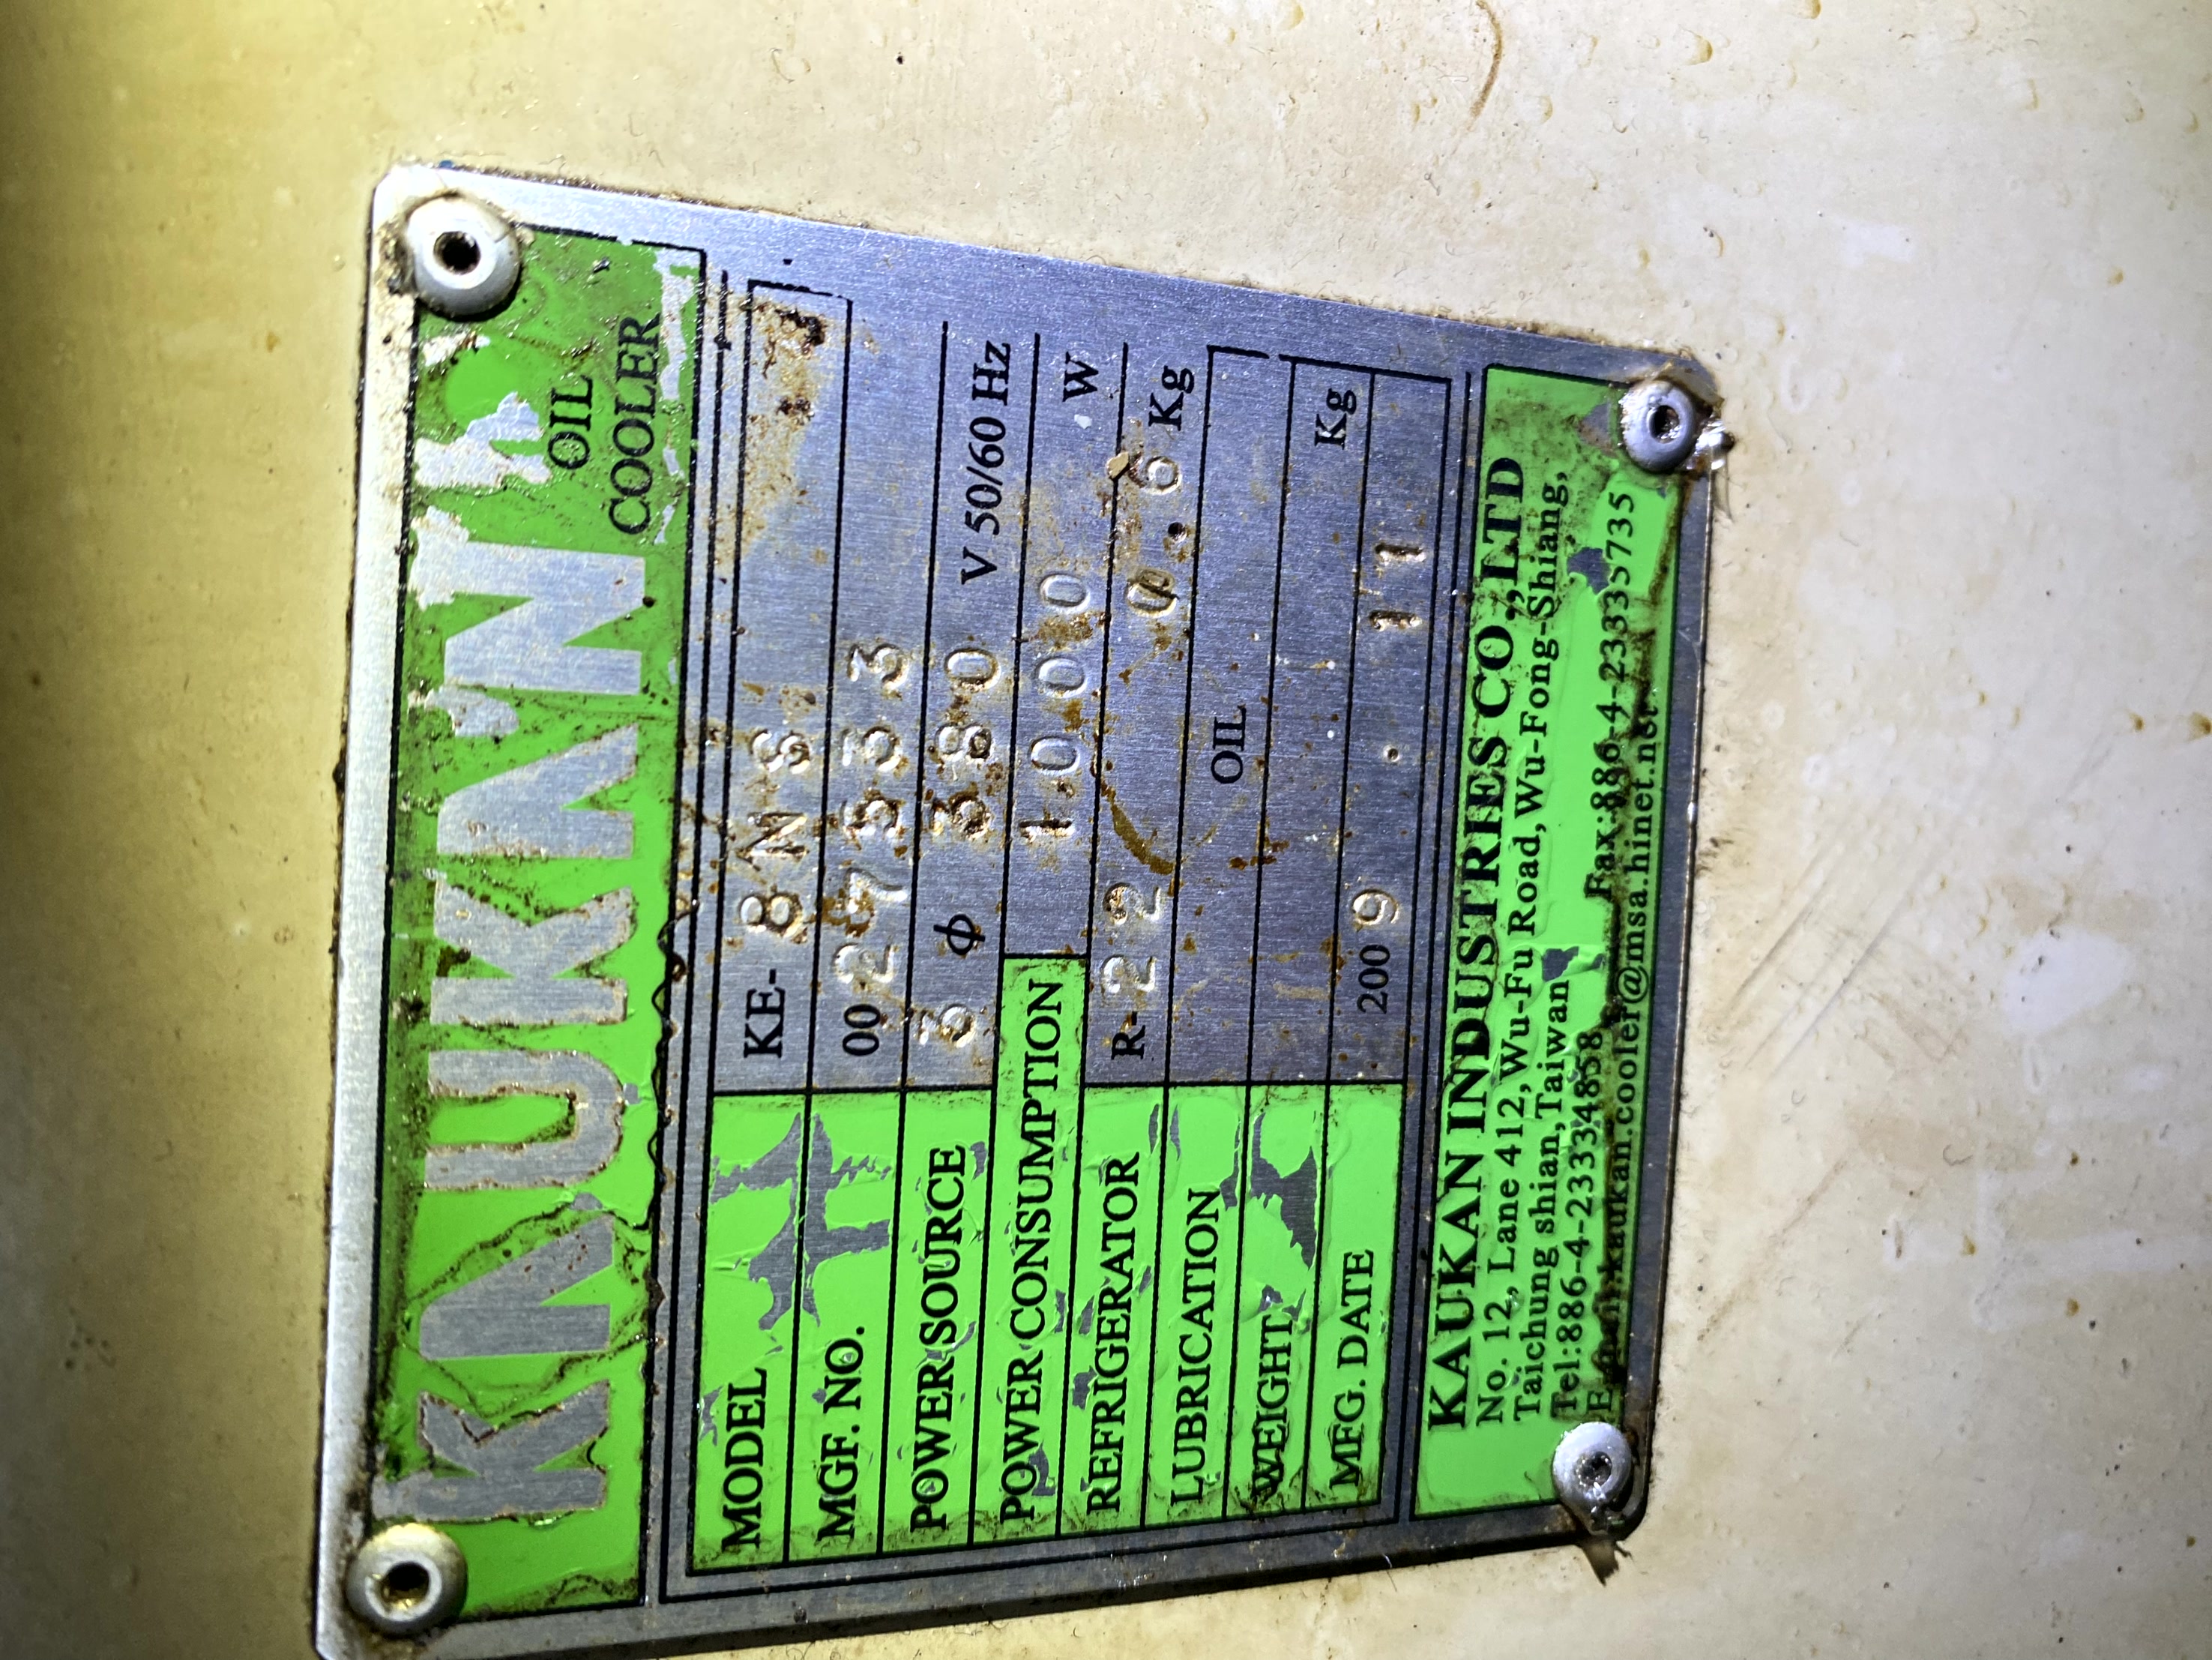 KAUKAN
OIL
COOLER
MODEL KE-8NS
MGF. NO. 0027533
POWER SOURCE 3 ϕ 380 V 50/60 Hz
POWER CONSUMPTION 1000 W
REFRIGERATOR R-22 0.6 Kg
LUBRICATION OIL
WEIGHT Kg
MFG. DATE 2009 . 11
KAUKAN INDUSTRIES CO.,LTD
No. 12, Lane 412, Wu-Fu Road, Wu-Fong-Shiang,
Taichung shian, Taiwan
Tel:886-4-23334858 Fax:886-4-23335735
E-mail:kaukan.cooler@msa.hinet.net